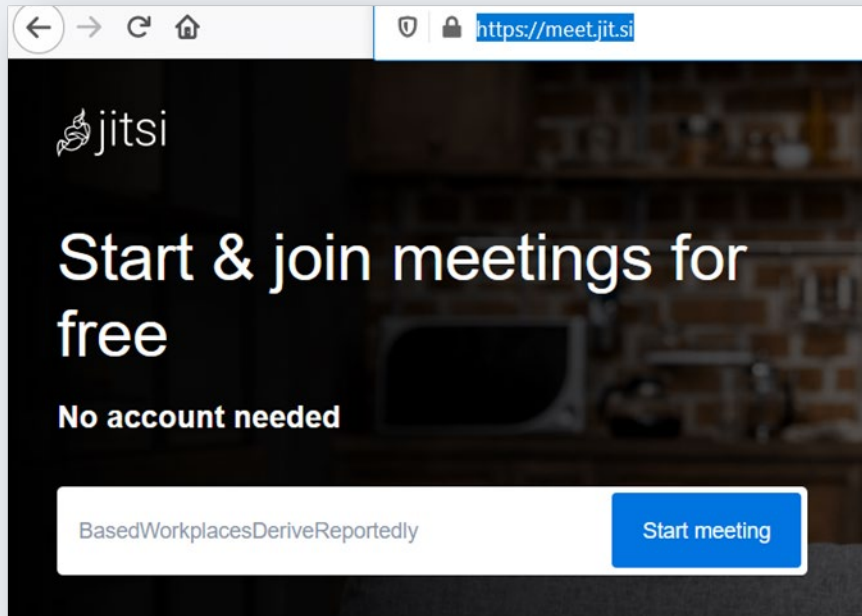 https://meet.jit.si
jitsi
Start & join meetings for
free
No account needed
BasedWorkplacesDeriveReportedly
Start meeting